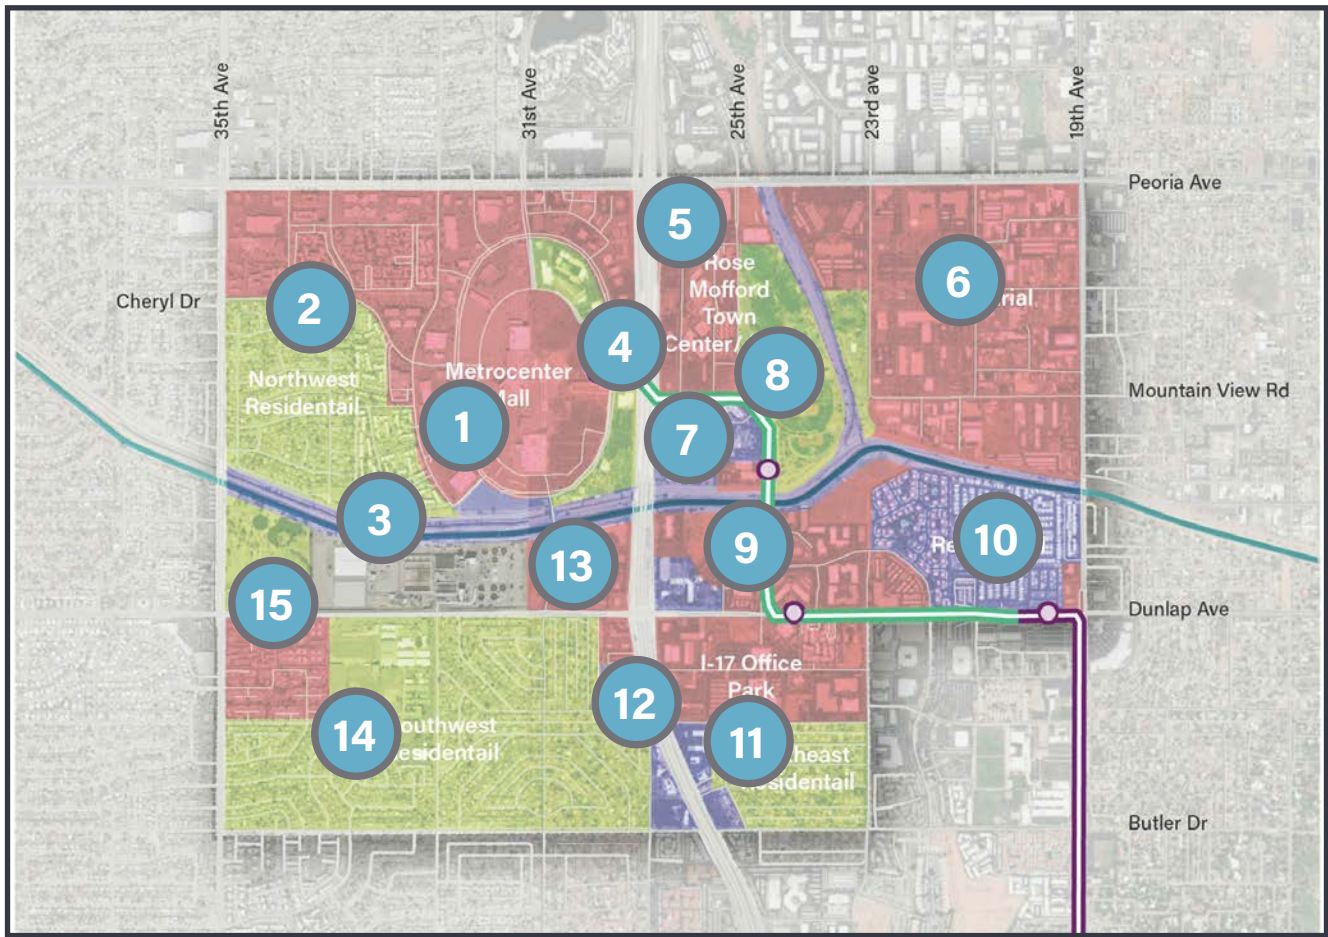 35th Ave
31st Ave
25th Ave
23rd ave
19th Ave
Peoria Ave
5
Rose
Mofford
Town
Center/
6
Cheryl Dr
2
4
8
Northwest
Residentail
Metrocenter
1
7
Mountain View Rd
3
9
10
13
15
Dunlap Ave
I-17 Office
Park
12
14
11
Butler Dr